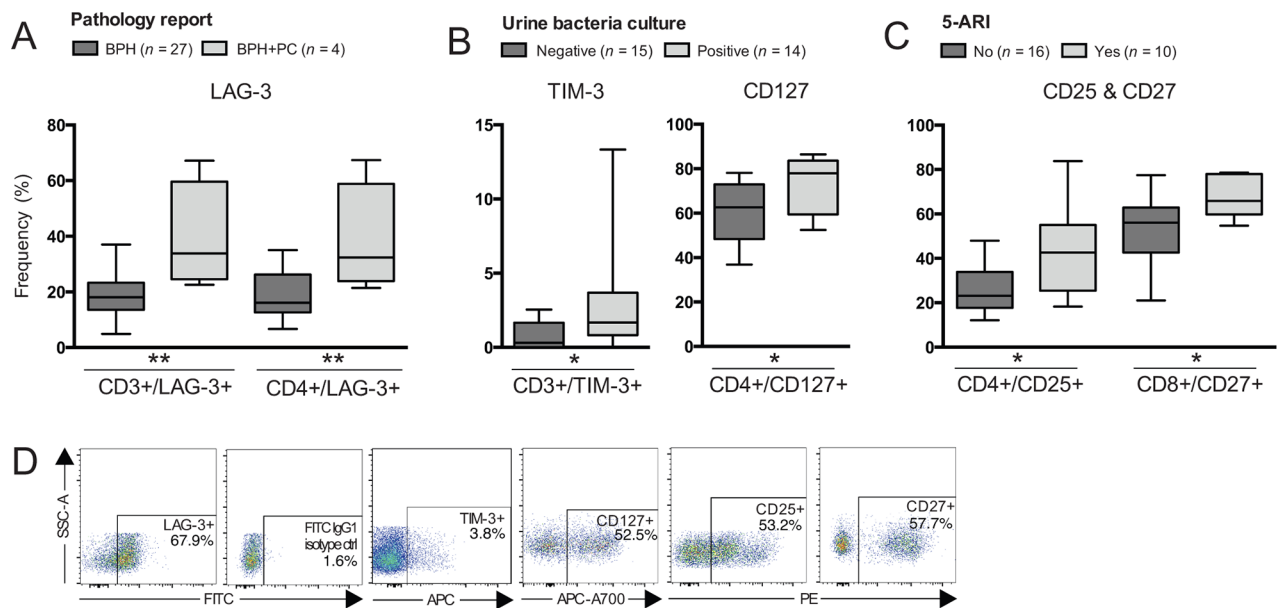 A
Pathology report
BPH (n = 27) BPH+PC (n = 4)
LAG-3
Frequency (%)
80
60
40
20
0
** **
CD3+/LAG-3+ CD4+/LAG-3+
B
Urine bacteria culture
Negative (n = 15) Positive (n = 14)
TIM-3
15
10
5
0
*
CD3+/TIM-3+
CD127
100
80
60
40
20
0
*
CD4+/CD127+
C
5-ARI
No (n = 16) Yes (n = 10)
CD25 & CD27
100
80
60
40
20
0
* *
CD4+/CD25+ CD8+/CD27+
D
SSC-A
LAG-3+
67.9%
FITC IgG1
isotype ctrl
1.6%
TIM-3+
3.8%
CD127+
52.5%
CD25+
53.2%
CD27+
57.7%
FITC APC APC-A700 PE